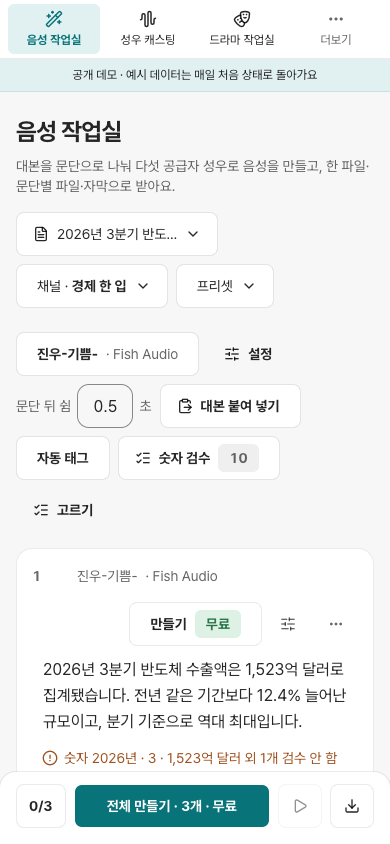 음성 작업실
성우 캐스팅
드라마 작업실
더보기
공개 데모 · 예시 데이터는 매일 처음 상태로 돌아가요
음성 작업실
대본을 문단으로 나눠 다섯 공급자 성우로 음성을 만들고, 한 파일·
문단별 파일·자막으로 받아요.
2026년 3분기 반도...
채널 · 경제 한 입
프리셋
진우-기쁨- · Fish Audio
설정
문단 뒤 쉼 0.5 초
대본 붙여 넣기
자동 태그
숫자 검수 10
고르기
1 진우-기쁨- · Fish Audio
만들기 무료
2026년 3분기 반도체 수출액은 1,523억 달러로
집계됐습니다. 전년 같은 기간보다 12.4% 늘어난
규모이고, 분기 기준으로 역대 최대입니다.
숫자 2026년 · 3 · 1,523억 달러 외 1개 검수 안 함
0/3
전체 만들기 · 3개 · 무료